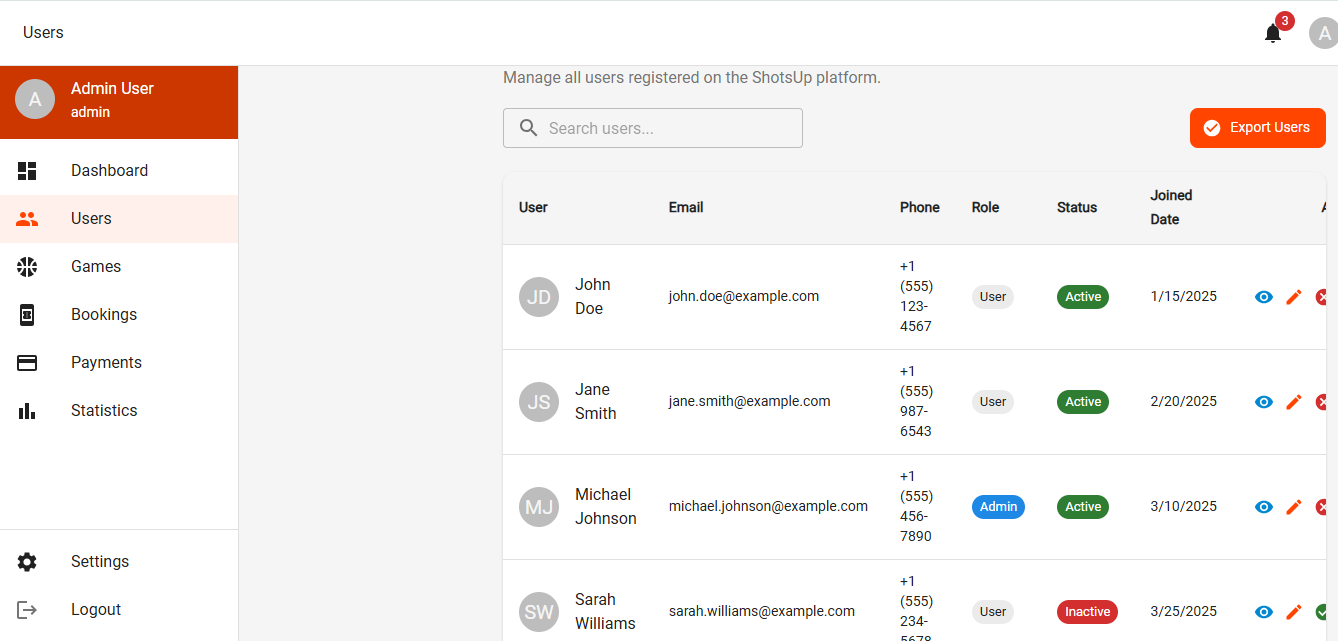 Users
3
A
A
Admin User
admin
Dashboard
Users
Games
Bookings
Payments
Statistics
Settings
Logout
Manage all users registered on the ShotsUp platform.
Search users...
Export Users
User Email Phone Role Status Joined
Date
JD John
Doe john.doe@example.com +1
(555)
123-
4567 User Active 1/15/2025
JS Jane
Smith jane.smith@example.com +1
(555)
987-
6543 User Active 2/20/2025
MJ Michael
Johnson michael.johnson@example.com +1
(555)
456-
7890 Admin Active 3/10/2025
SW Sarah
Williams sarah.williams@example.com +1
(555)
234-
5678 User Inactive 3/25/2025